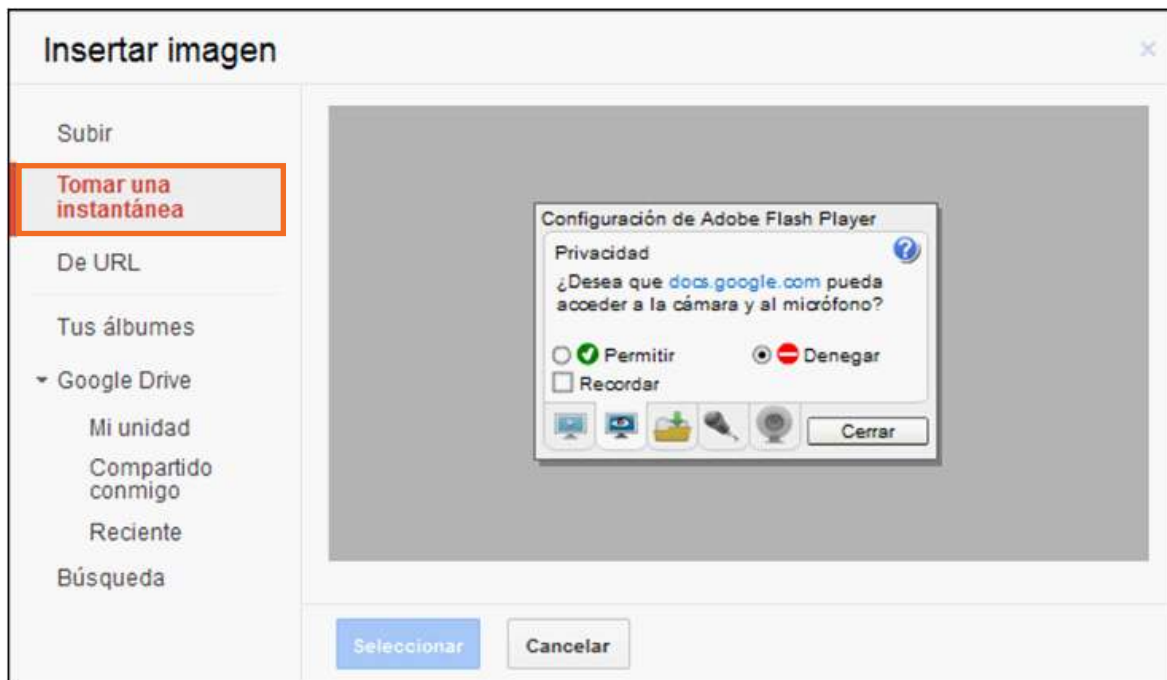 Insertar imagen
×
Subir
Tomar una
instantánea
De URL
Tus álbumes
Google Drive
Mi unidad
Compartido
conmigo
Reciente
Búsqueda
Configuración de Adobe Flash Player
Privacidad
?
¿Desea que docs.google.com pueda
acceder a la cámara y al micrófono?
Permitir Denegar
Recordar
Cerrar
Seleccionar Cancelar